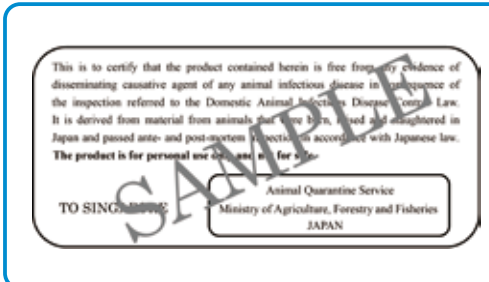 This is to certify that the product contained herein is free from any evidence of
disseminating causative agent of any animal infectious disease in consequence of
the inspection referred to the Domestic Animal Infectious Disease Control Law.
It is derived from material from animals that were born, raised and slaughtered in
Japan and passed ante- and post-mortem inspection in accordance with Japanese law.
The product is for personal use only and not for sale.
TO SINGAPORE
Animal Quarantine Service
Ministry of Agriculture, Forestry and Fisheries
JAPAN
SAMPLE